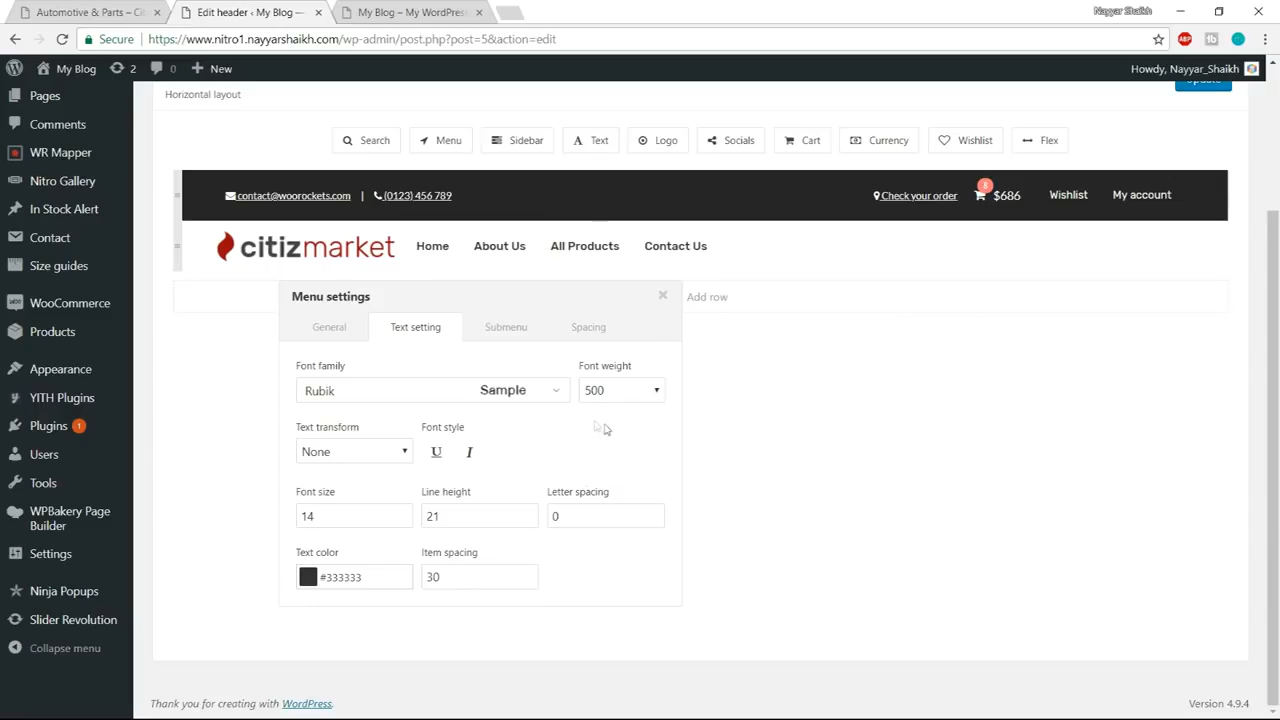 Automotive & Parts – Cit
Edit header ‹ My Blog —
My Blog – My WordPress
Nayyar Shaikh
Secure
https://www.nitro1.nayyarshaikh.com/wp-admin/post.php?post=5&action=edit
My Blog
2
0
New
Howdy, Nayyar_Shaikh
Pages
Comments
WR Mapper
Nitro Gallery
In Stock Alert
Contact
Size guides
WooCommerce
Products
Appearance
YITH Plugins
Plugins 1
Users
Tools
WPBakery Page
Builder
Settings
Ninja Popups
Slider Revolution
Collapse menu
Horizontal layout
Update
Search
Menu
Sidebar
Text
Logo
Socials
Cart
Currency
Wishlist
Flex
contact@woorockets.com | (0123) 456 789
Check your order
8
$686
Wishlist
My account
citizmarket
Home
About Us
All Products
Contact Us
Add row
Menu settings
General
Text setting
Submenu
Spacing
Font family
Font weight
Rubik
Sample
500
Text transform
Font style
None
U
I
Font size
Line height
Letter spacing
14
21
0
Text color
Item spacing
#333333
30
Thank you for creating with WordPress.
Version 4.9.4